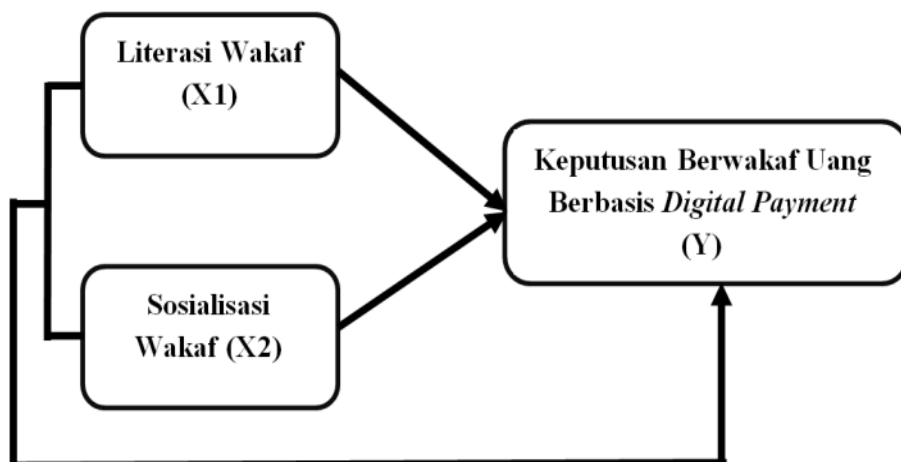 Literasi Wakaf
(X1)
Keputusan Berwakaf Uang
Berbasis Digital Payment
(Y)
Sosialisasi
Wakaf (X2)